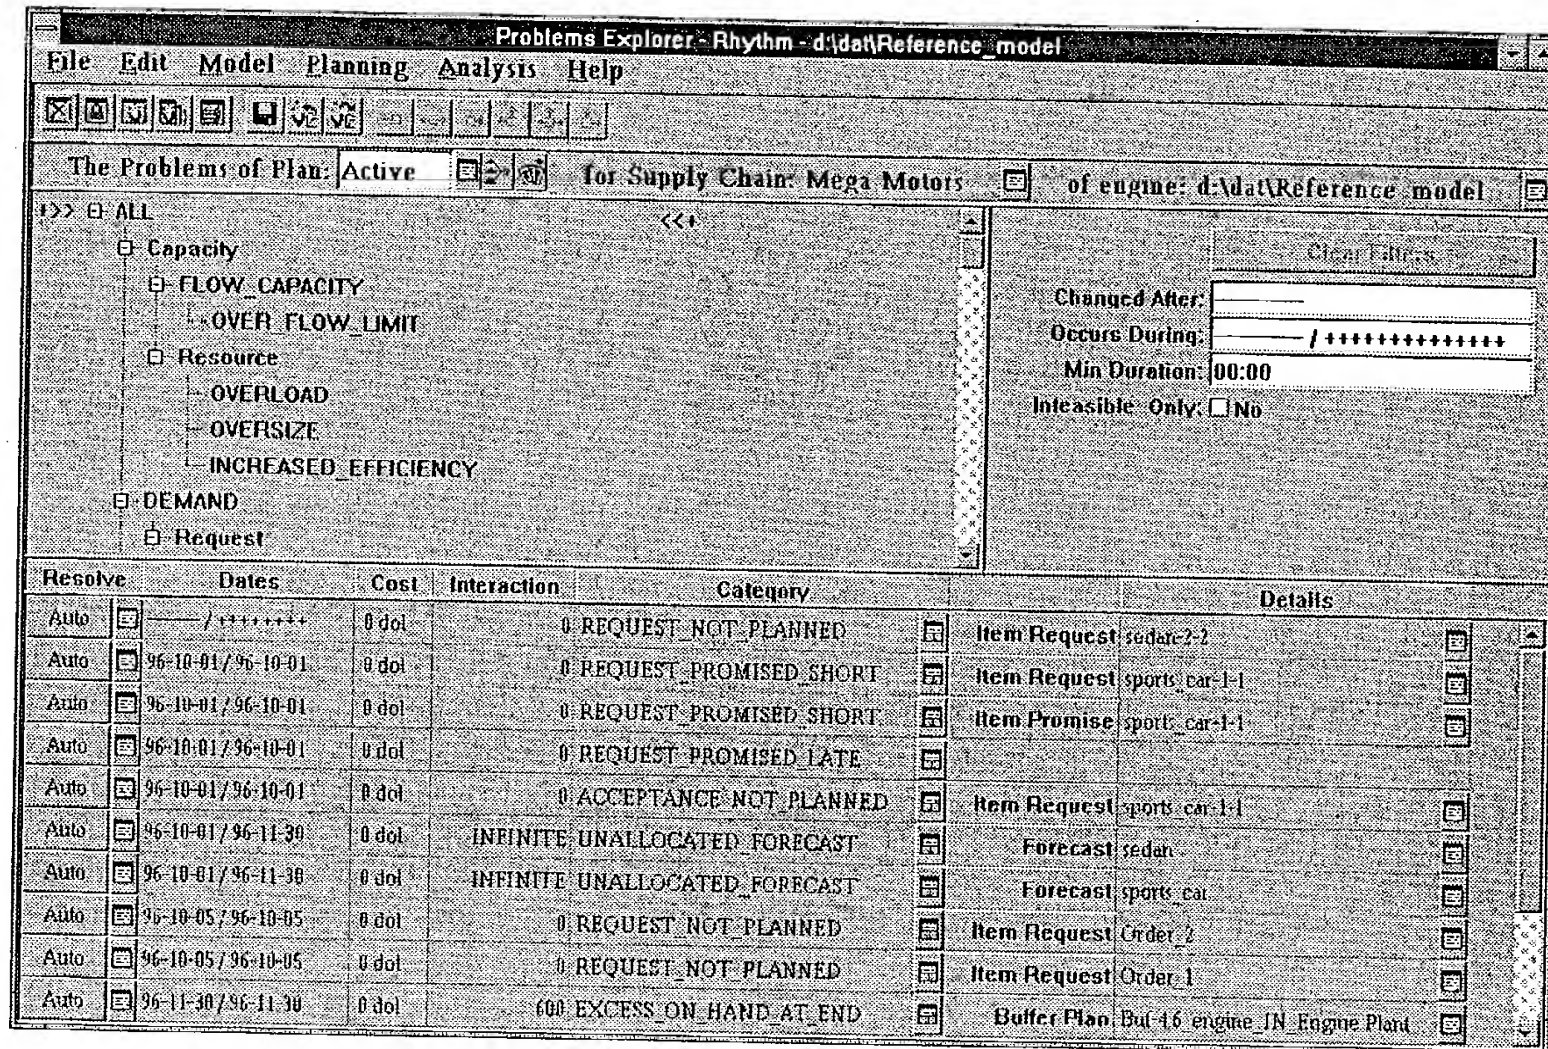 Problems Explorer - Rhythm - d:\dat\Reference_model
File Edit Model Planning Analysis Help
The Problems of Plan: Active for Supply Chain: Mega Motors of engine: d:\dat\Reference_model
+>> ALL <<+
Capacity
FLOW_CAPACITY
OVER_FLOW_LIMIT
Resource
OVERLOAD
OVERSIZE
INCREASED_EFFICIENCY
DEMAND
Request
Clear Filters
Changed After: --------
Occurs During: -------- / ++++++++++++++
Min Duration: 00:00
Infeasible Only: No
Resolve Dates Cost Interaction Category Details
Auto ------ / ++++++++ 0 dol 0 REQUEST_NOT_PLANNED Item Request sedan-2-2
Auto 96-10-01 / 96-10-01 0 dol 0 REQUEST_PROMISED_SHORT Item Request sports_car-1-1
Auto 96-10-01 / 96-10-01 0 dol 0 REQUEST_PROMISED_SHORT Item Promise sports_car-1-1
Auto 96-10-01 / 96-10-01 0 dol 0 REQUEST_PROMISED_LATE
Auto 96-10-01 / 96-10-01 0 dol 0 ACCEPTANCE_NOT_PLANNED Item Request sports_car-1-1
Auto 96-10-01 / 96-11-30 0 dol INFINITE UNALLOCATED_FORECAST Forecast sedan
Auto 96-10-01 / 96-11-30 0 dol INFINITE UNALLOCATED_FORECAST Forecast sports_car
Auto 96-10-05 / 96-10-05 0 dol 0 REQUEST_NOT_PLANNED Item Request Order_2
Auto 96-10-05 / 96-10-05 0 dol 0 REQUEST_NOT_PLANNED Item Request Order_1
Auto 96-11-30 / 96-11-30 0 dol 600 EXCESS_ON_HAND_AT_END Buffer Plan engine_IN_Engine Plant